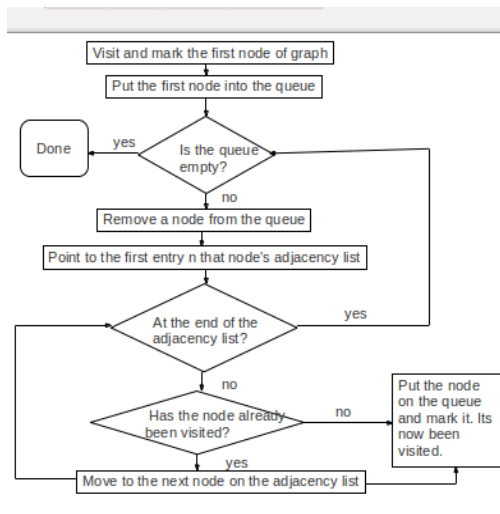 Visit and mark the first node of graph
Put the first node into the queue
Done
yes
Is the queue
empty?
no
Remove a node from the queue
Point to the first entry n that node's adjacency list
At the end of the
adjacency list?
yes
no
Has the node already
been visited?
no
Put the node
on the queue
and mark it. Its
now been
visited.
yes
Move to the next node on the adjacency list